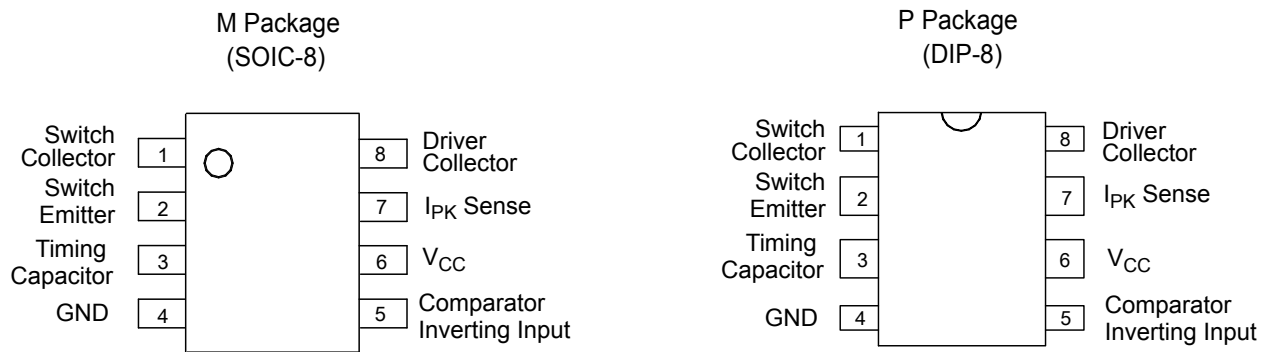 M Package
(SOIC-8)
Switch
Collector
1
8
Driver
Collector
Switch
Emitter
2
7
IPK Sense
Timing
Capacitor
3
6
VCC
GND
4
5
Comparator
Inverting Input
P Package
(DIP-8)
Switch
Collector
1
8
Driver
Collector
Switch
Emitter
2
7
IPK Sense
Timing
Capacitor
3
6
VCC
GND
4
5
Comparator
Inverting Input